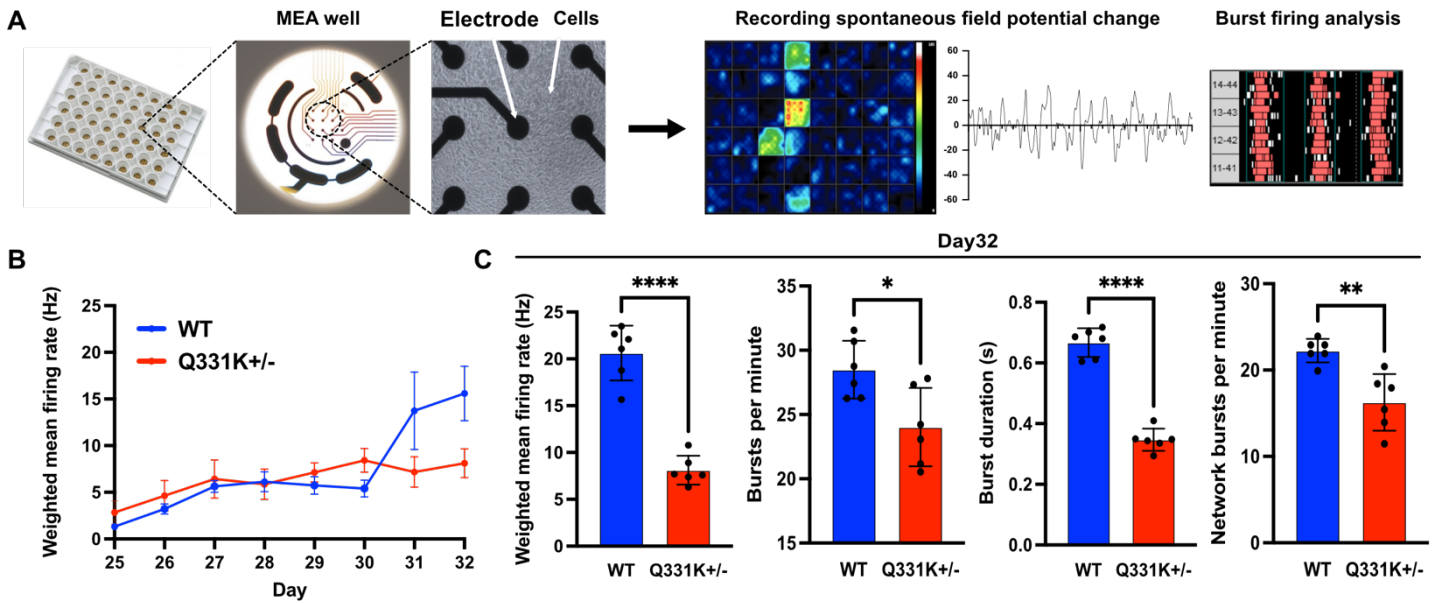 A
MEA well
Electrode
Cells
Recording spontaneous field potential change
Burst firing analysis
60
40
20
0
-20
-40
-60
14-44
13-43
12-42
11-41
B
Weighted mean firing rate (Hz)
25
20
15
10
5
0
WT
Q331K+/-
25 26 27 28 29 30 31 32
Day
C
Day32
Weighted mean firing rate (Hz)
25
20
15
10
5
0
****
WT Q331K+/-
Bursts per minute
35
30
25
20
15
*
WT Q331K+/-
Burst duration (s)
0.8
0.6
0.4
0.2
0.0
****
WT Q331K+/-
Network bursts per minute
30
20
10
0
**
WT Q331K+/-